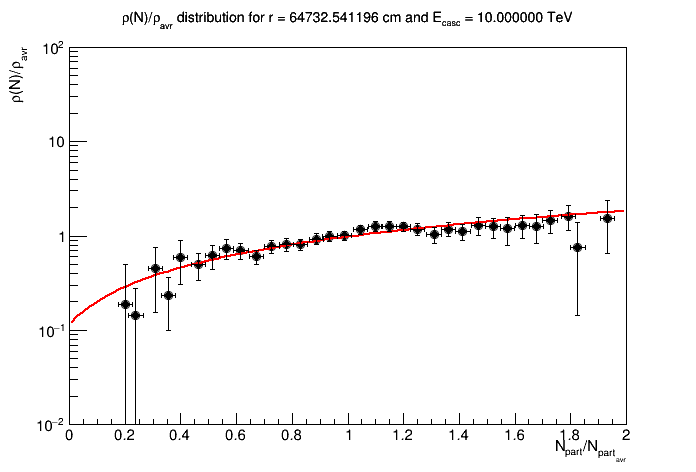 ρ(N)/ρavr distribution for r = 64732.541196 cm and Ecasc = 10.000000 TeV
ρ(N)/ρavr
10²
10
1
10⁻¹
10⁻²
0 0.2 0.4 0.6 0.8 1 1.2 1.4 1.6 1.8 2
Npart/Npartavr